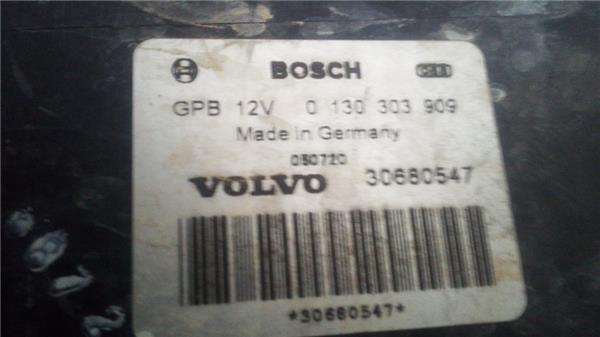 BOSCH
GPB 12V 0 130 303 909
Made in Germany
050720
VOLVO 30680547
*30680547*